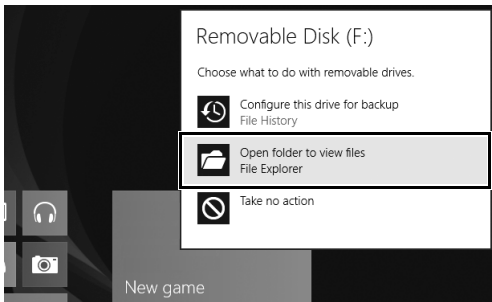 Removable Disk (F:)
Choose what to do with removable drives.
Configure this drive for backup
File History
Open folder to view files
File Explorer
Take no action
New game